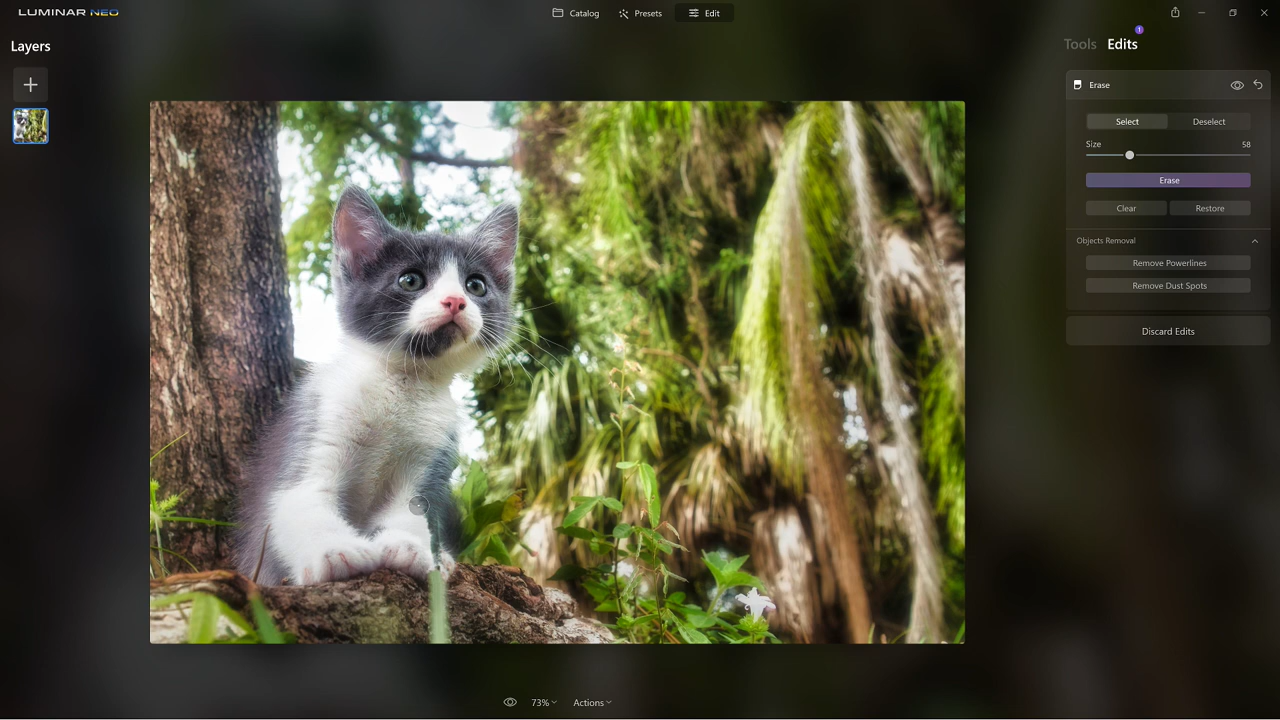 LUMINAR NEO
Catalog
Presets
Edit
Layers
Tools
Edits
1
Erase
Select
Deselect
Size
58
Erase
Clear
Restore
Objects Removal
Remove Powerlines
Remove Dust Spots
Discard Edits
73%
Actions